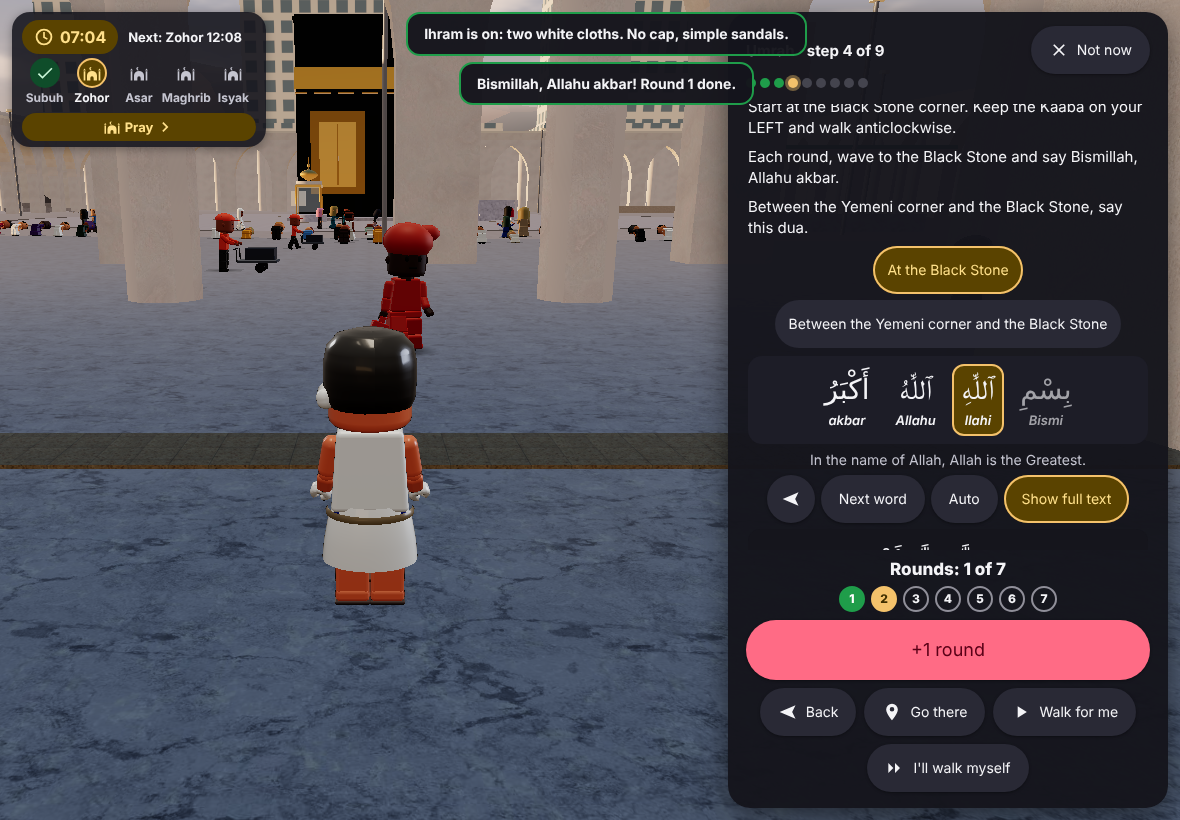 07:04
Next: Zohor 12:08
Subuh
Zohor
Asar
Maghrib
Isyak
Pray
Ihram is on: two white cloths. No cap, simple sandals.
Bismillah, Allahu akbar! Round 1 done.
step 4 of 9
Not now
Start at the Black Stone corner. Keep the Kaaba on your
LEFT and walk anticlockwise.
Each round, wave to the Black Stone and say Bismillah,
Allahu akbar.
Between the Yemeni corner and the Black Stone, say
this dua.
At the Black Stone
Between the Yemeni corner and the Black Stone
بِسْمِ ٱللَّهِ ٱللَّهُ أَكْبَرُ
akbar Allahu llahi Bismi
In the name of Allah, Allah is the Greatest.
Next word
Auto
Show full text
Rounds: 1 of 7
1 2 3 4 5 6 7
+1 round
Back
Go there
Walk for me
I'll walk myself